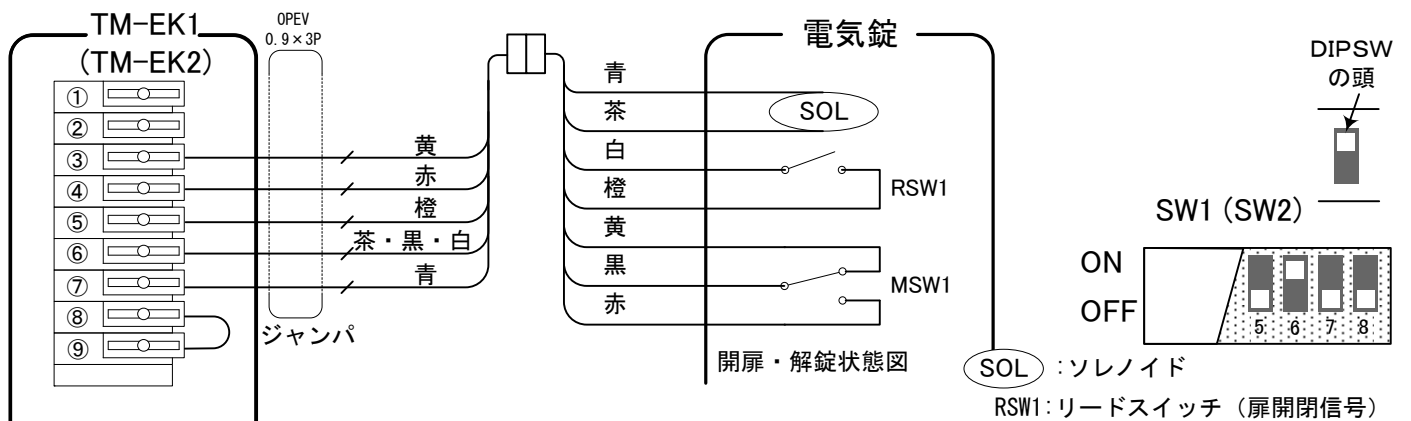 TM-EK1
(TM-EK2)
OPEV
0.9×3P
①
②
③
④
⑤
⑥
⑦
⑧
⑨
黄
赤
橙
茶・黒・白
青
ジャンパ
電気錠
青
茶
白
橙
黄
黒
赤
SOL
RSW1
MSW1
開扉・解錠状態図
DIPSW
の頭
SW1(SW2)
ON
OFF
5 6 7 8
SOL :ソレノイド
RSW1:リードスイッチ（扉開閉信号）